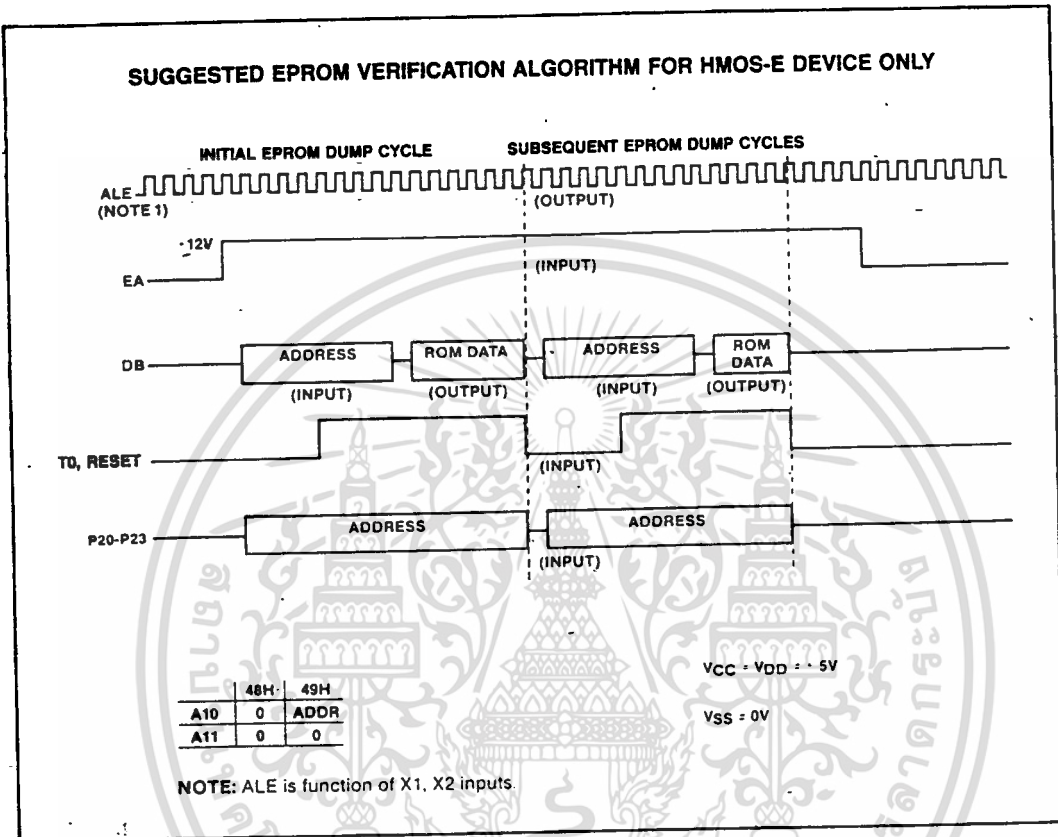 SUGGESTED EPROM VERIFICATION ALGORITHM FOR HMOS-E DEVICE ONLY
INITIAL EPROM DUMP CYCLE SUBSEQUENT EPROM DUMP CYCLES
ALE
(NOTE 1) (OUTPUT)
12V
EA (INPUT)
DB ADDRESS ROM DATA ADDRESS ROM DATA
(INPUT) (OUTPUT) (INPUT) (OUTPUT)
T0, RESET (INPUT)
P20-P23 ADDRESS ADDRESS
(INPUT)
48H 49H
A10 0 ADDR
A11 0 0
VCC = VDD = 5V
VSS = 0V
NOTE: ALE is function of X1, X2 inputs.